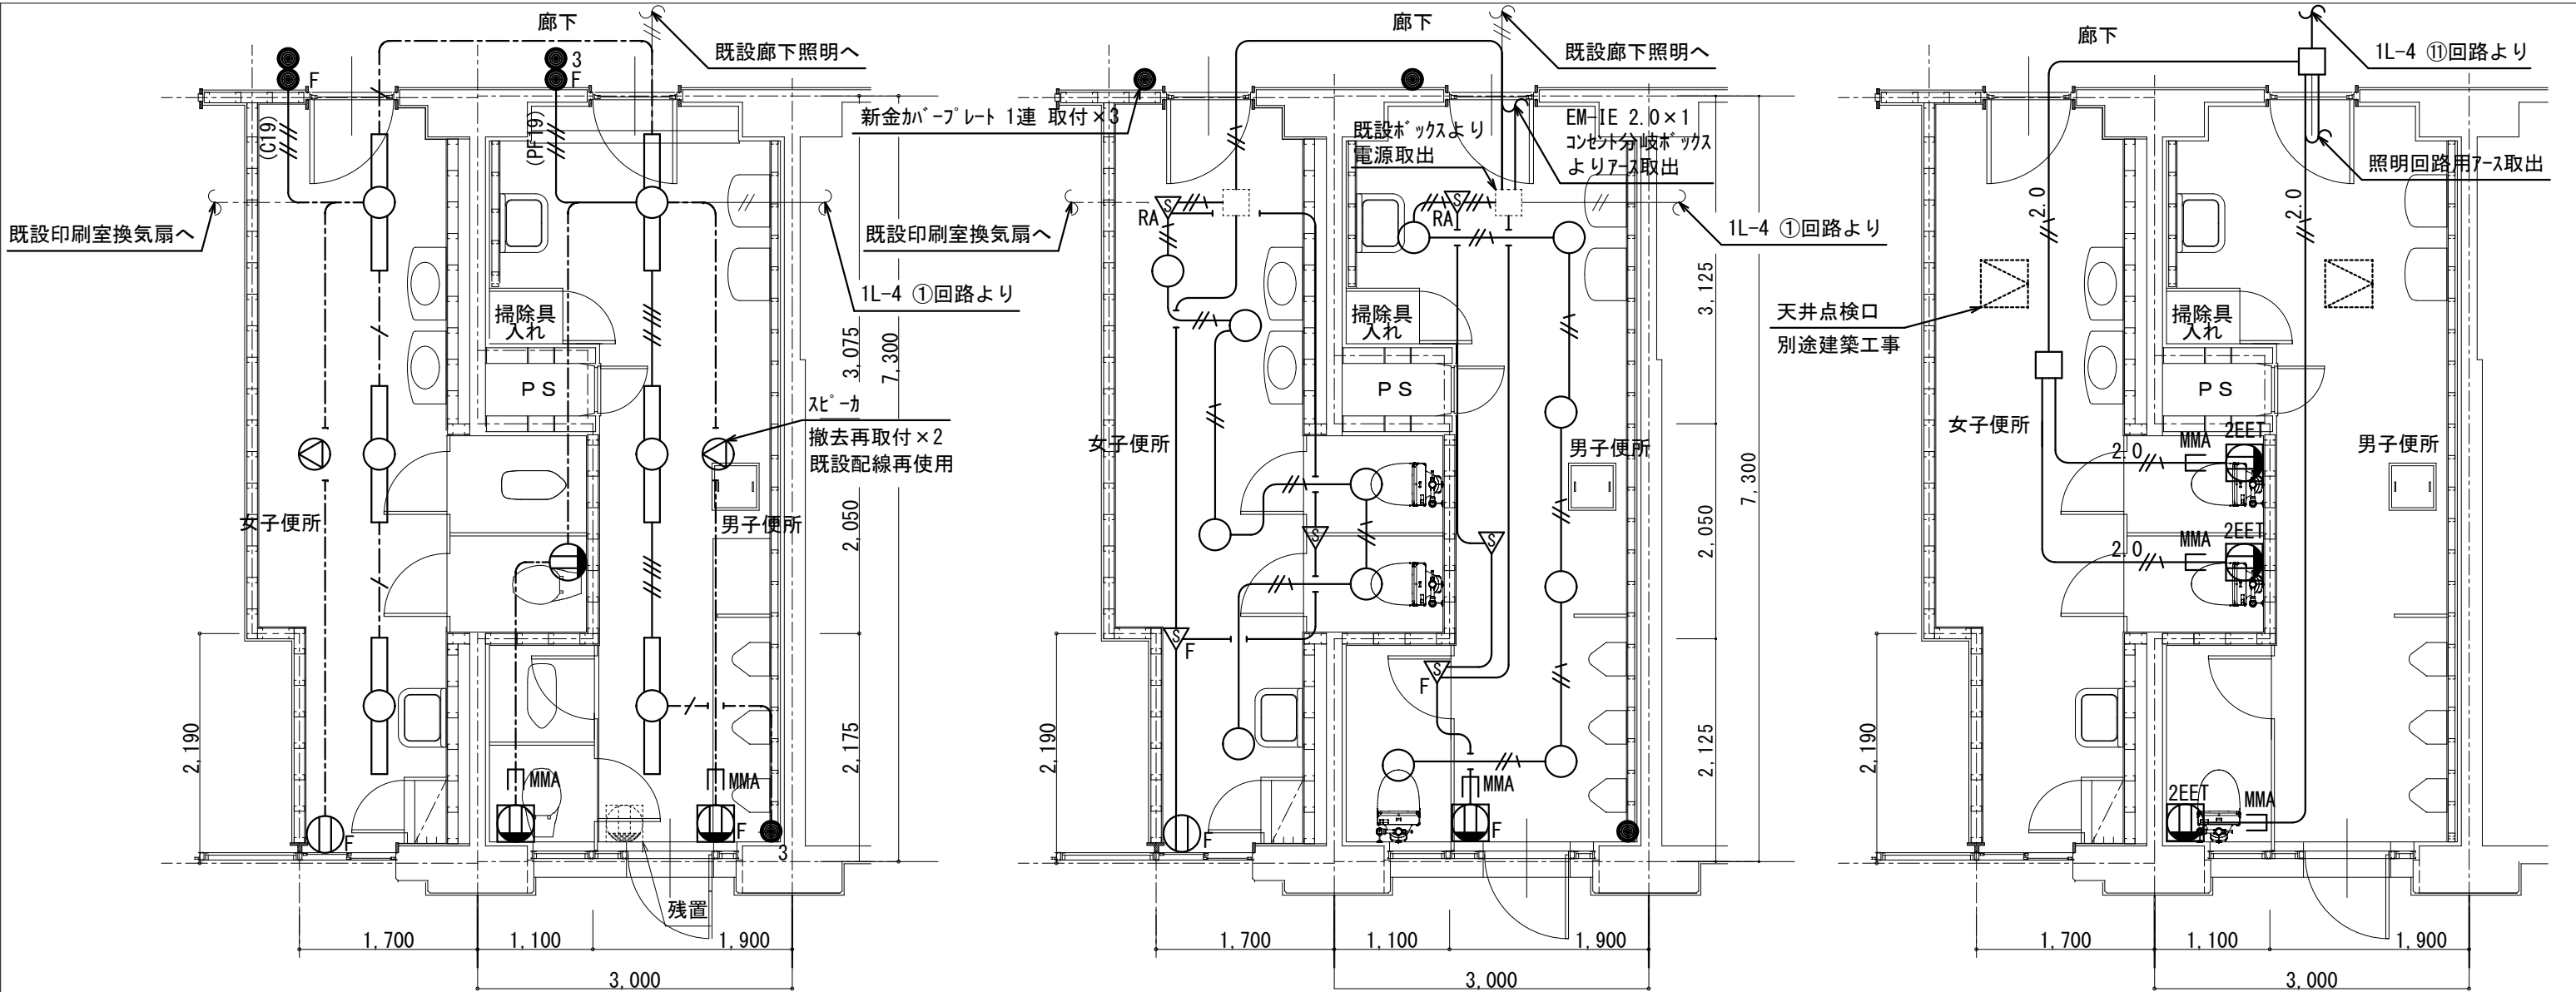 廊下
既設廊下照明へ
3
F
F
(C19)
(PF19)
既設印刷室換気扇へ
1L-4 ①回路より
掃除具
入れ
PS
スピーカ
撤去再取付×2
既設配線再使用
女子便所
男子便所
MMA
MMA
F
F
3
残置
3,075
7,300
2,050
2,175
2,190
1,700
1,100
1,900
3,000
廊下
既設廊下照明へ
新金カバープレート 1連 取付×3
既設ボックスより
電源取出
EM-IE 2.0×1
コンセント分岐ボックス
よりアース取出
既設印刷室換気扇へ
1L-4 ①回路より
S
RA
S
RA
掃除具
入れ
PS
女子便所
男子便所
S
S
S
F
S
F
MMA
F
F
3,125
7,300
2,050
2,125
2,190
1,700
1,100
1,900
3,000
廊下
1L-4 ⑪回路より
照明回路用アース取出
2.0
2.0
天井点検口
別途建築工事
掃除具
入れ
PS
女子便所
男子便所
2.0
MMA
2EET
2.0
MMA
2EET
2EET
MMA
2,190
1,700
1,100
1,900
3,000